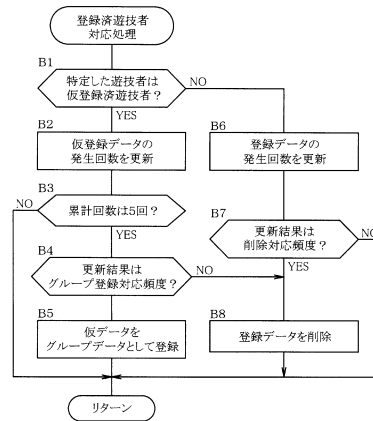 登録済遊技者
対応処理
B1
特定した遊技者は
仮登録済遊技者?
NO
YES
B2
仮登録データの
発生回数を更新
B6
登録データの
発生回数を更新
B3
NO
累計回数は5回?
YES
B7
更新結果は
削除対応頻度?
NO
YES
B4
更新結果は
グループ登録対応頻度?
NO
YES
B5
仮データを
グループデータとして登録
B8
登録データを削除
リターン